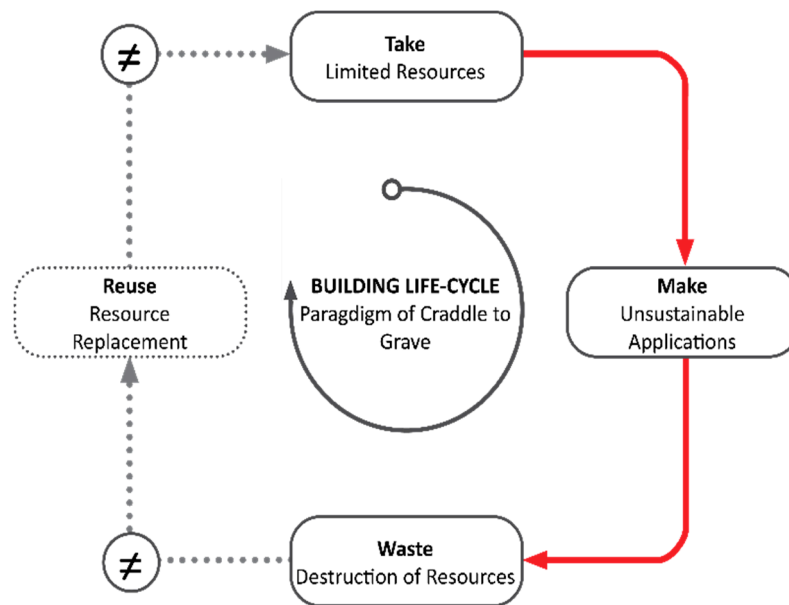 ≠
Take
Limited Resources
BUILDING LIFE-CYCLE
Paragdigm of Craddle to
Grave
Reuse
Resource
Replacement
Make
Unsustainable
Applications
≠
Waste
Destruction of Resources